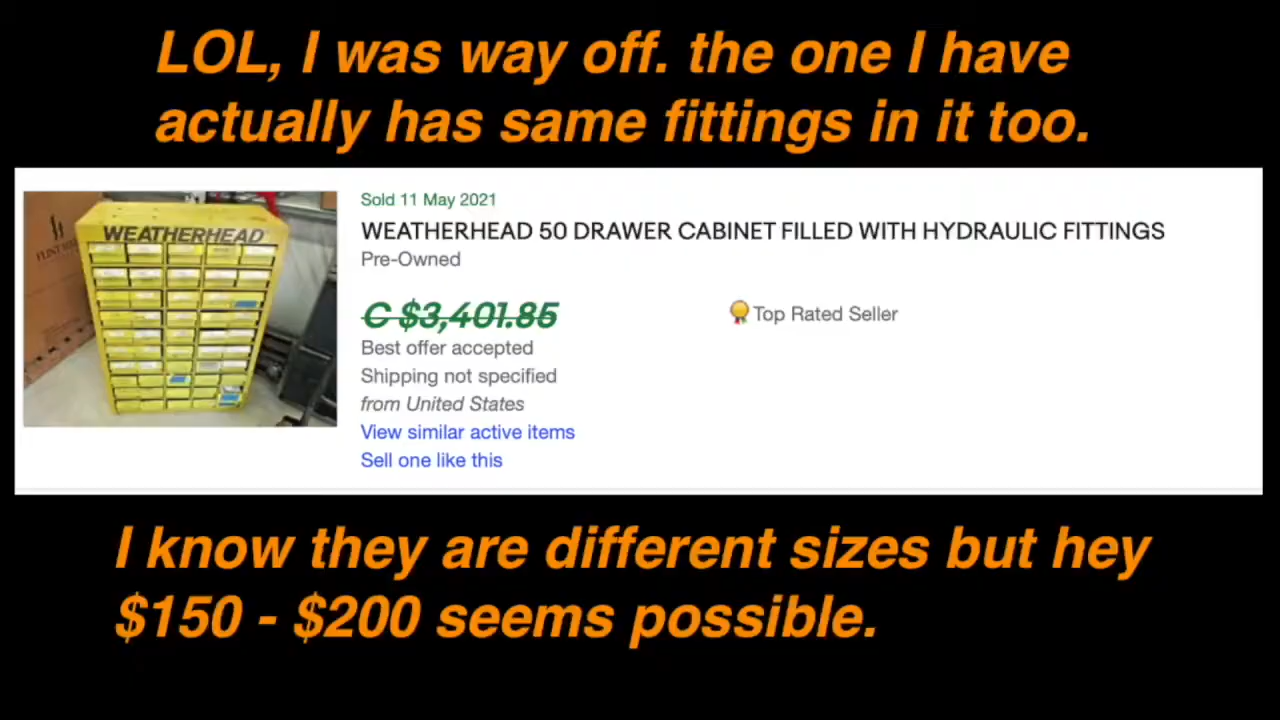 LOL, I was way off. the one I have
actually has same fittings in it too.
WEATHERHEAD
Sold 11 May 2021
WEATHERHEAD 50 DRAWER CABINET FILLED WITH HYDRAULIC FITTINGS
Pre-Owned
C $3,401.85
Top Rated Seller
Best offer accepted
Shipping not specified
from United States
View similar active items
Sell one like this
I know they are different sizes but hey
$150 - $200 seems possible.